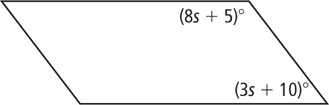 (8s + 5)°
(3s + 10)°